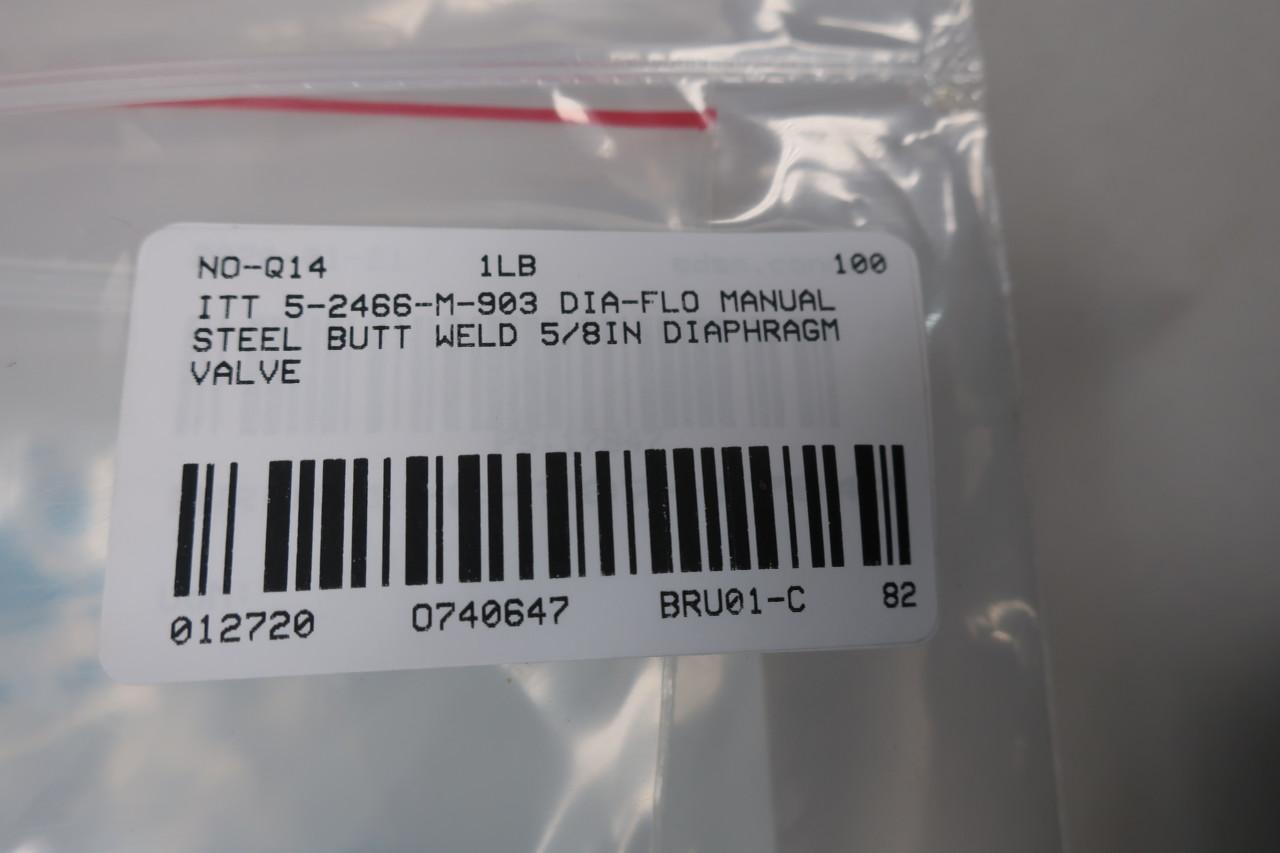 NO-Q14 1LB 100
ITT 5-2466-M-903 DIA-FLO MANUAL
STEEL BUTT WELD 5/8IN DIAPHRAGM
VALVE
012720 0740647 BRU01-C 82